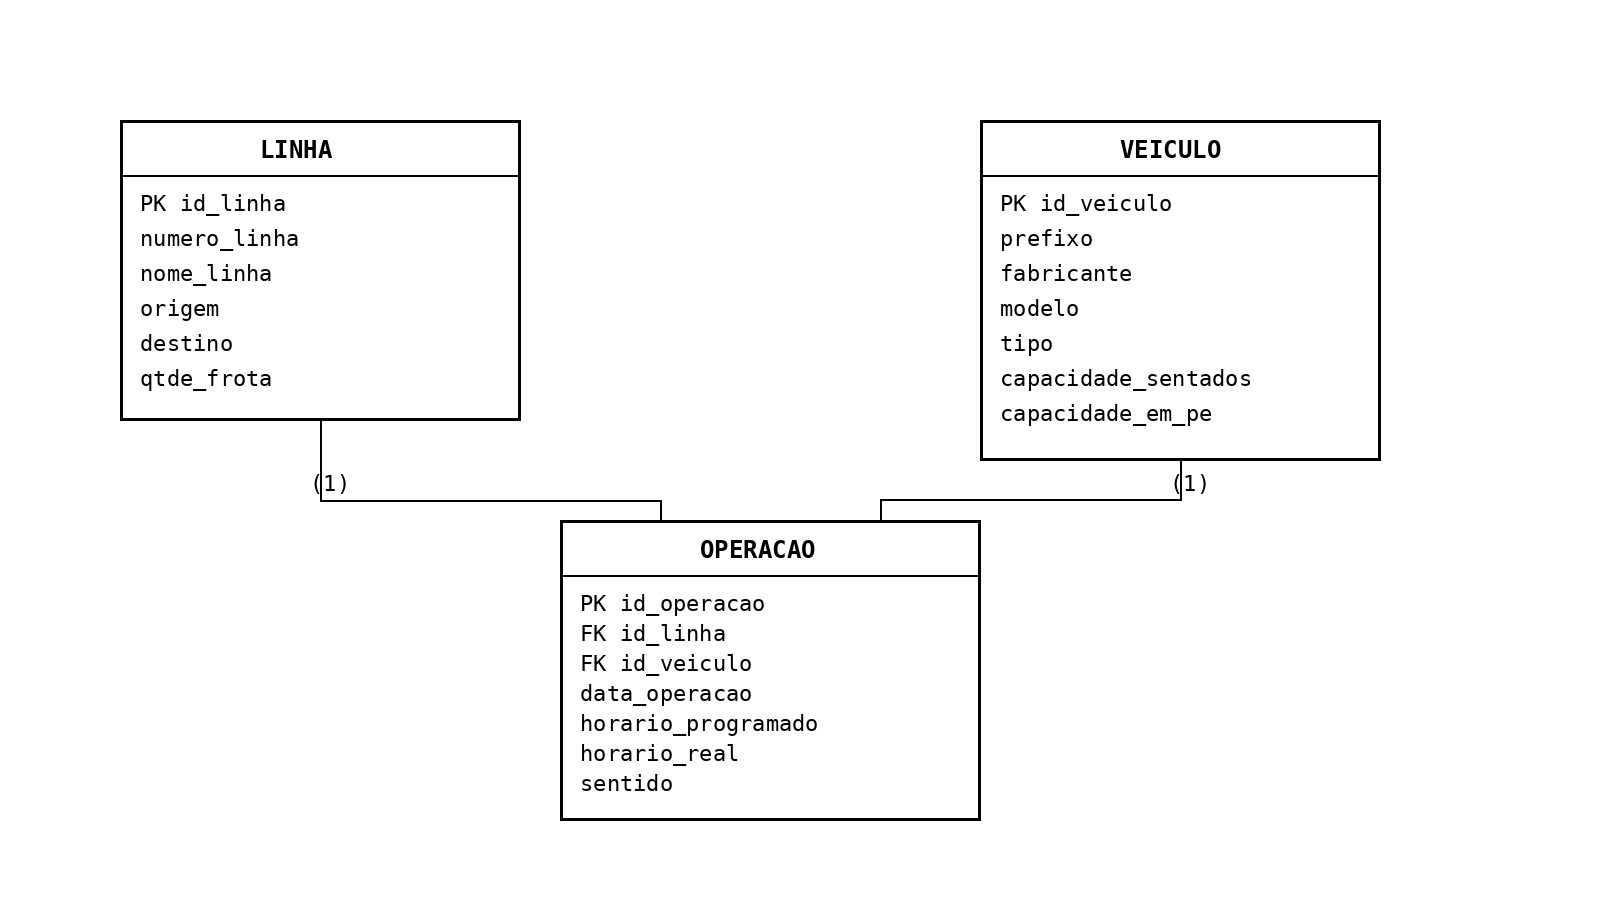 LINHA
PK id_linha
numero_linha
nome_linha
origem
destino
qtde_frota
(1)
VEICULO
PK id_veiculo
prefixo
fabricante
modelo
tipo
capacidade_sentados
capacidade_em_pe
(1)
OPERACAO
PK id_operacao
FK id_linha
FK id_veiculo
data_operacao
horario_programado
horario_real
sentido